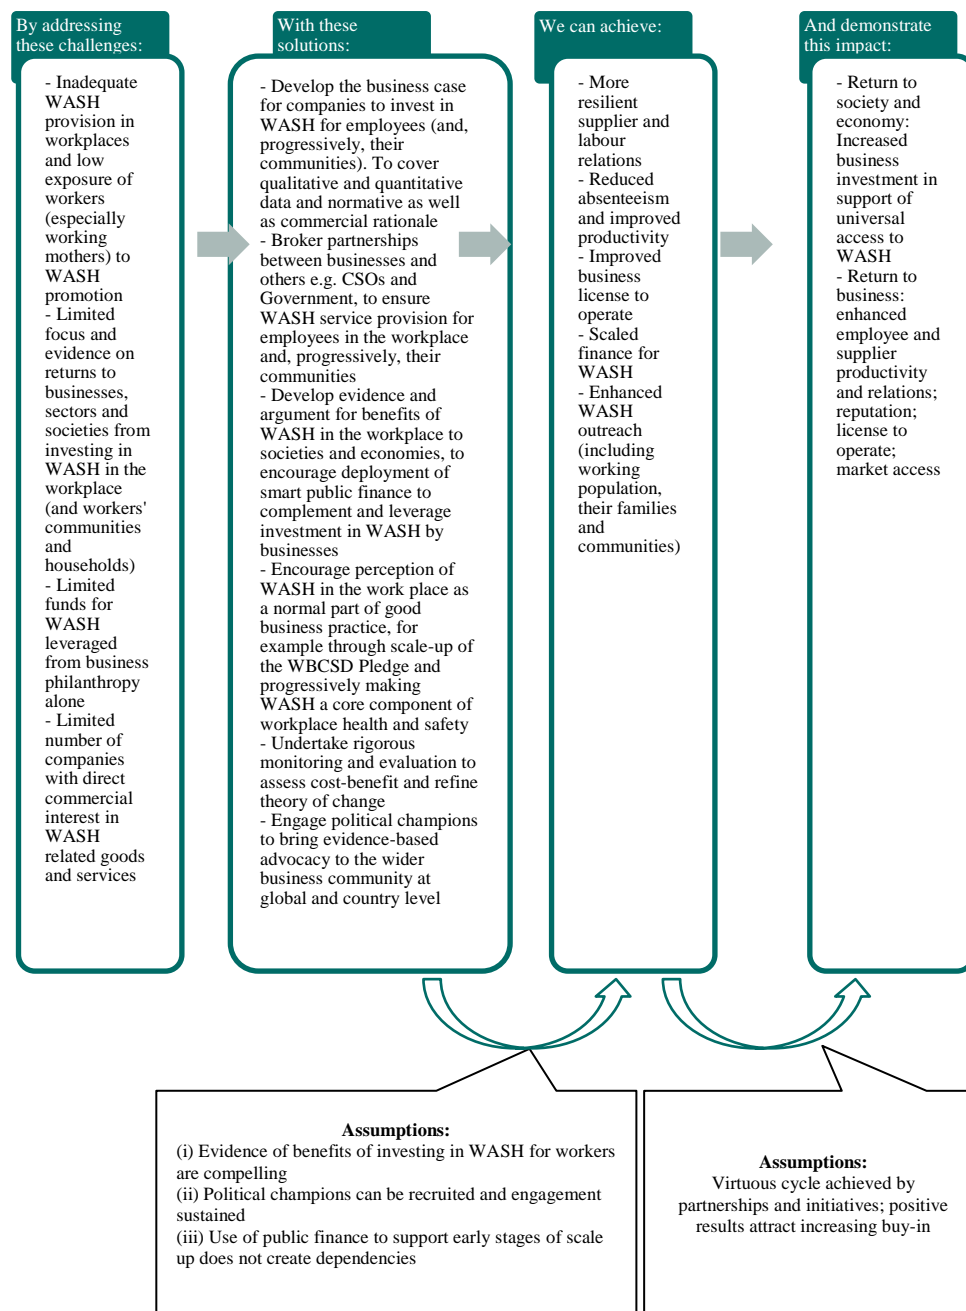 By addressing
these challenges:
- Inadequate
WASH
provision in
workplaces
and low
exposure of
workers
(especially
working
mothers) to
WASH
promotion
- Limited
focus and
evidence on
returns to
businesses,
sectors and
societies from
investing in
WASH in the
workplace
(and workers'
communities
and
households)
- Limited
funds for
WASH
leveraged
from business
philanthropy
alone
- Limited
number of
companies
with direct
commercial
interest in
WASH
related goods
and services
With these
solutions:
- Develop the business case
for companies to invest in
WASH for employees (and,
progressively, their
communities). To cover
qualitative and quantitative
data and normative as well
as commercial rationale
- Broker partnerships
between businesses and
others e.g. CSOs and
Government, to ensure
WASH service provision for
employees in the workplace
and, progressively, their
communities
- Develop evidence and
argument for benefits of
WASH in the workplace to
societies and economies, to
encourage deployment of
smart public finance to
complement and leverage
investment in WASH by
businesses
- Encourage perception of
WASH in the work place as
a normal part of good
business practice, for
example through scale-up of
the WBCSD Pledge and
progressively making
WASH a core component of
workplace health and safety
- Undertake rigorous
monitoring and evaluation to
assess cost-benefit and refine
theory of change
- Engage political champions
to bring evidence-based
advocacy to the wider
business community at
global and country level
We can achieve:
- More
resilient
supplier and
labour
relations
- Reduced
absenteeism
and improved
productivity
- Improved
business
license to
operate
- Scaled
finance for
WASH
- Enhanced
WASH
outreach
(including
working
population,
their families
and
communities)
And demonstrate
this impact:
- Return to
society and
economy:
Increased
business
investment in
support of
universal
access to
WASH
- Return to
business:
enhanced
employee and
supplier
productivity
and relations;
reputation;
license to
operate;
market access
Assumptions:
(i) Evidence of benefits of investing in WASH for workers
are compelling
(ii) Political champions can be recruited and engagement
sustained
(iii) Use of public finance to support early stages of scale
up does not create dependencies
Assumptions:
Virtuous cycle achieved by
partnerships and initiatives; positive
results attract increasing buy-in